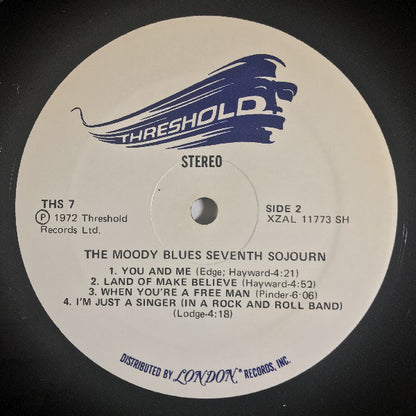 THRESHOLD
STEREO
THS 7
Ⓟ 1972 Threshold
Records Ltd.
SIDE 2
XZAL 11773 SH
THE MOODY BLUES SEVENTH SOJOURN
1. YOU AND ME (Edge; Hayward-4:21)
2. LAND OF MAKE BELIEVE (Hayward-4:52)
3. WHEN YOU'RE A FREE MAN (Pinder-6:06)
4. I'M JUST A SINGER (IN A ROCK AND ROLL BAND)
(Lodge-4:18)
DISTRIBUTED BY LONDON® RECORDS, INC.